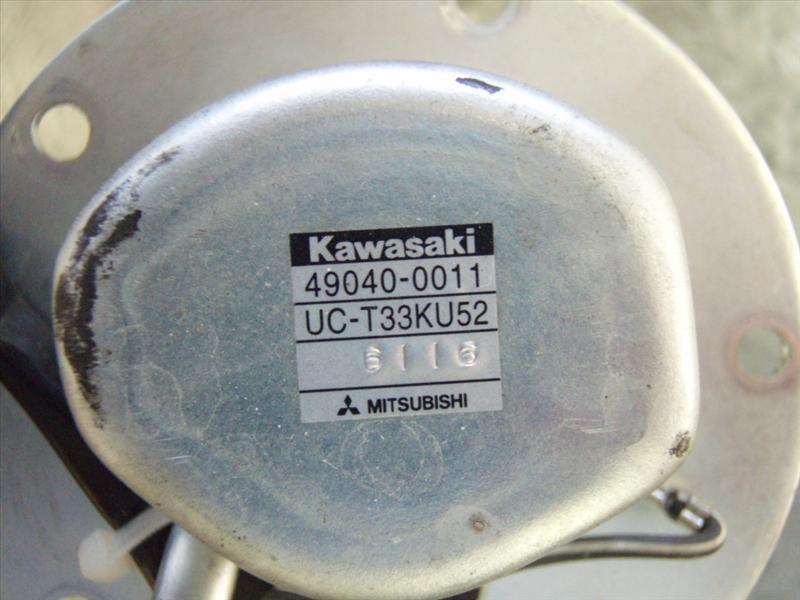 Kawasaki
49040-0011
UC-T33KU52
6116
MITSUBISHI